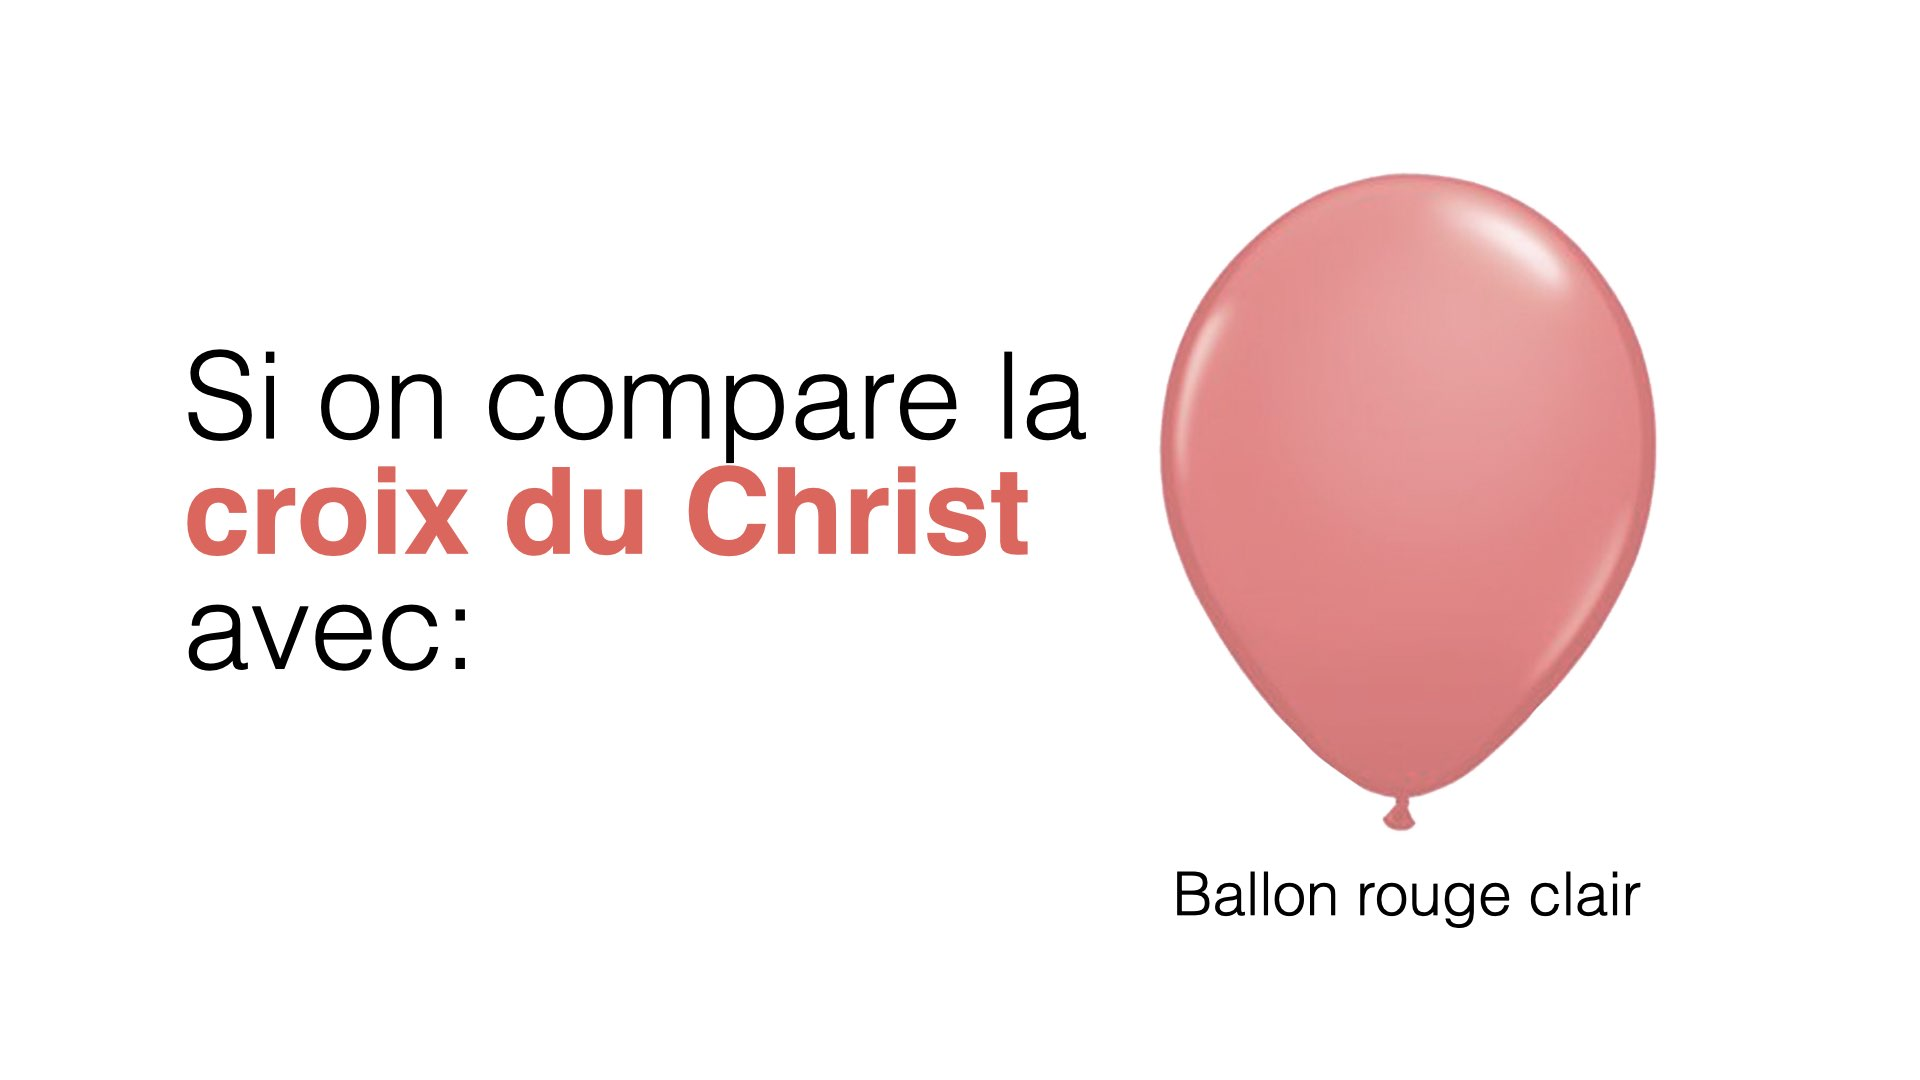 Si on compare la
croix du Christ
avec:
Ballon rouge clair